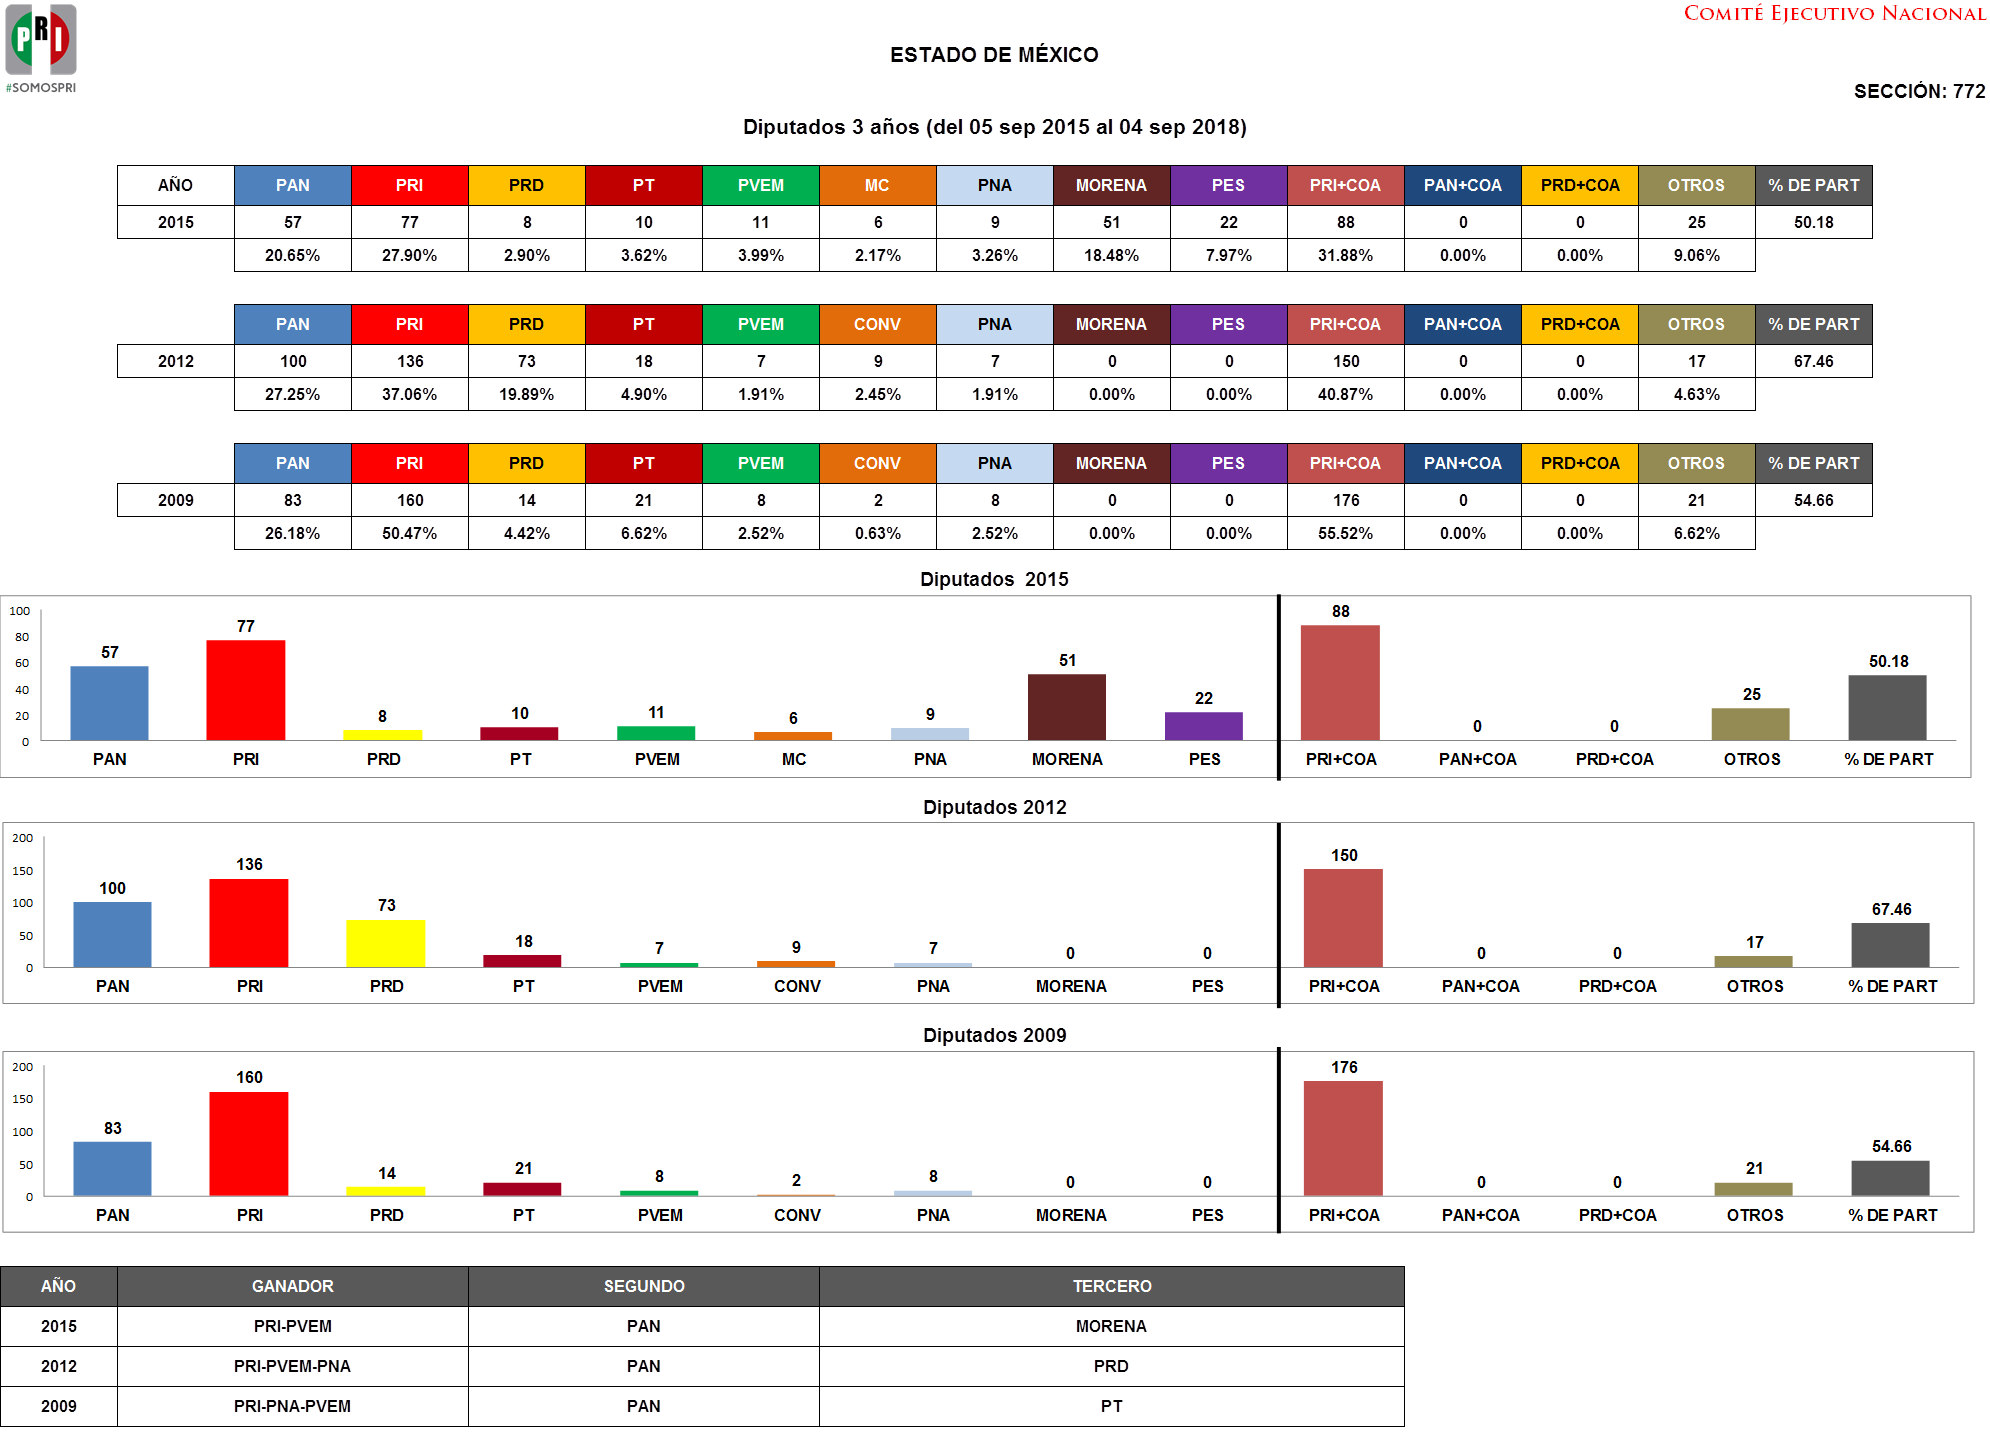 PRI
#SOMOSPRI
COMITÉ EJECUTIVO NACIONAL
ESTADO DE MÉXICO
SECCIÓN: 772
Diputados 3 años (del 05 sep 2015 al 04 sep 2018)
AÑO PAN PRI PRD PT PVEM MC PNA MORENA PES PRI+COA PAN+COA PRD+COA OTROS % DE PART
2015 57 77 8 10 11 6 9 51 22 88 0 0 25 50.18
20.65% 27.90% 2.90% 3.62% 3.99% 2.17% 3.26% 18.48% 7.97% 31.88% 0.00% 0.00% 9.06%
PAN PRI PRD PT PVEM CONV PNA MORENA PES PRI+COA PAN+COA PRD+COA OTROS % DE PART
2012 100 136 73 18 7 9 7 0 0 150 0 0 17 67.46
27.25% 37.06% 19.89% 4.90% 1.91% 2.45% 1.91% 0.00% 0.00% 40.87% 0.00% 0.00% 4.63%
PAN PRI PRD PT PVEM CONV PNA MORENA PES PRI+COA PAN+COA PRD+COA OTROS % DE PART
2009 83 160 14 21 8 2 8 0 0 176 0 0 21 54.66
26.18% 50.47% 4.42% 6.62% 2.52% 0.63% 2.52% 0.00% 0.00% 55.52% 0.00% 0.00% 6.62%
Diputados 2015
100
80
60
40
20
0
57 77 8 10 11 6 9 51 22 88 0 0 25 50.18
PAN PRI PRD PT PVEM MC PNA MORENA PES PRI+COA PAN+COA PRD+COA OTROS % DE PART
Diputados 2012
200
150
100
50
0
100 136 73 18 7 9 7 0 0 150 0 0 17 67.46
PAN PRI PRD PT PVEM CONV PNA MORENA PES PRI+COA PAN+COA PRD+COA OTROS % DE PART
Diputados 2009
200
150
100
50
0
83 160 14 21 8 2 8 0 0 176 0 0 21 54.66
PAN PRI PRD PT PVEM CONV PNA MORENA PES PRI+COA PAN+COA PRD+COA OTROS % DE PART
AÑO GANADOR SEGUNDO TERCERO
2015 PRI-PVEM PAN MORENA
2012 PRI-PVEM-PNA PAN PRD
2009 PRI-PNA-PVEM PAN PT